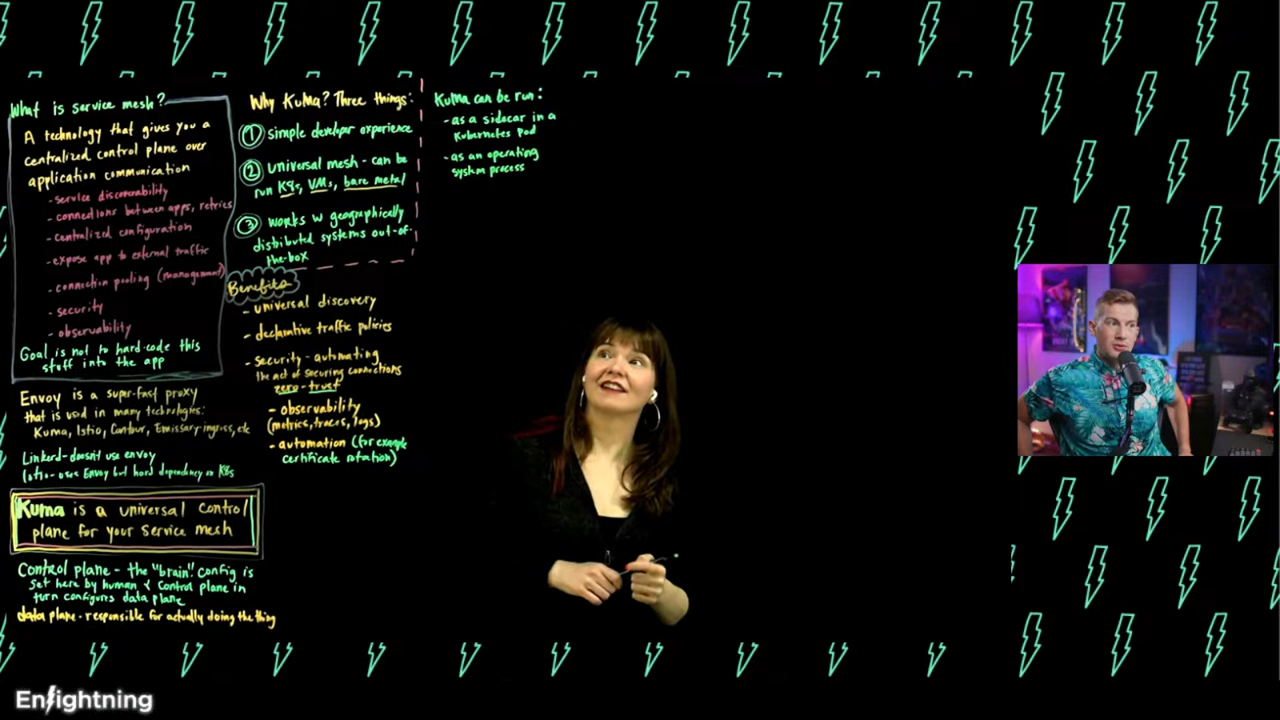 What is service mesh?
A technology that gives you a
centralized control plane over
application communication
- service discoverability
- connections between apps, retries
- centralized configuration
- expose app to external traffic
- connection pooling (management)
- security
- observability
Goal is not to hard-code this
stuff into the app
Envoy is a super-fast proxy
that is used in many technologies:
Kuma, Istio, Contour, Emissary-ingress, etc
Linkerd - doesn't use envoy
Istio - uses Envoy but hard dependency on K8s
Kuma is a universal control
plane for your service mesh
Control plane - the "brain". config is
set here by human & control plane in
turn configures data plane
data plane - responsible for actually doing the thing
Why Kuma? Three things:
① simple developer experience
② universal mesh - can be
run K8s, VMs, bare metal
③ works w geographically
distributed systems out-of-
the-box
Benefits
- universal discovery
- declarative traffic policies
- security - automating
the act of securing connections
zero-trust
- observability
(metrics, traces, logs)
- automation (for example
certificate rotation)
Kuma can be run:
- as a sidecar in a
Kubernetes pod
- as an operating
system process
Enlightning